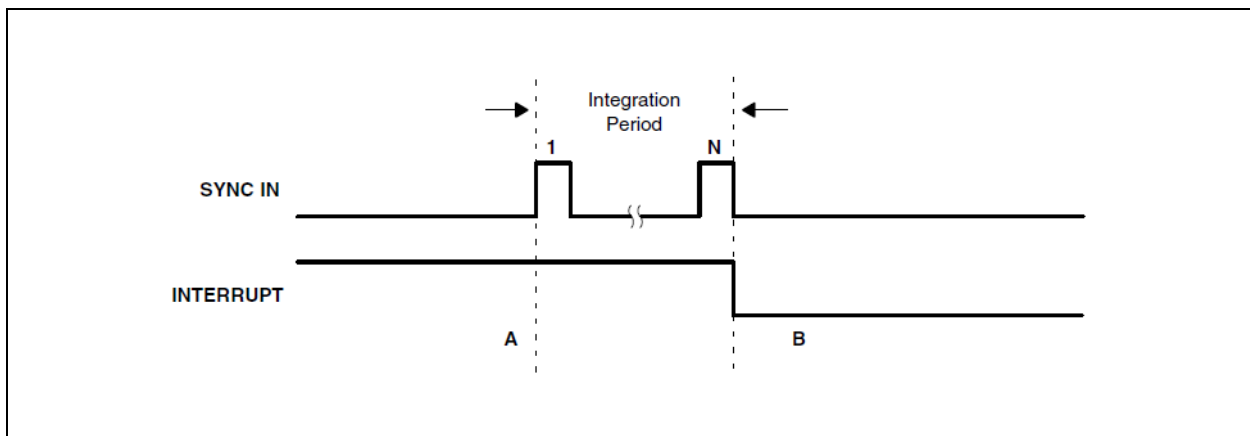 Integration
Period
1
N
SYNC IN
INTERRUPT
A
B